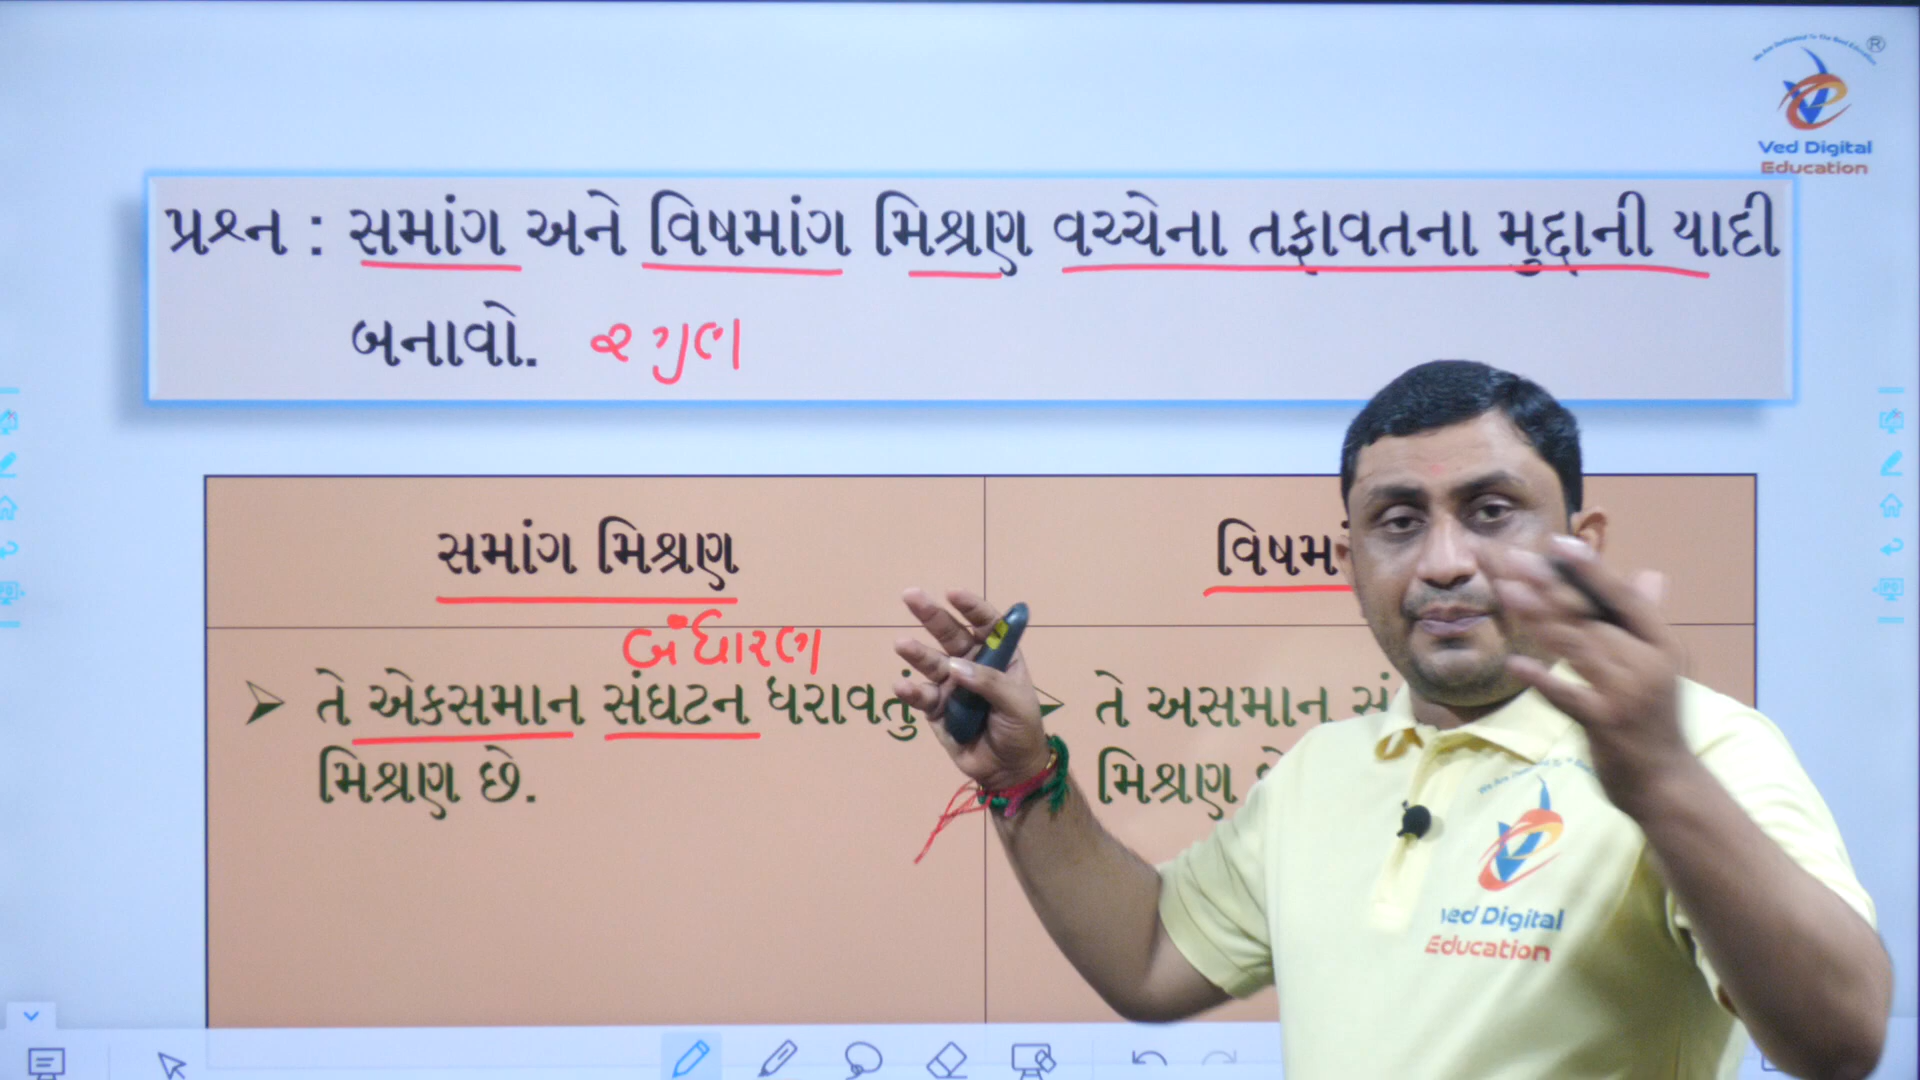 Ved Digital
Education
પ્રશ્ન : સમાંગ અને વિષમાંગ મિશ્રણ વચ્ચેના તફાવતના મુદ્દાની યાદી
બનાવો. ૨ ગુણ
સમાંગ મિશ્રણ
બંધારણ
તે એકસમાન સંઘટન ધરાવતું
મિશ્રણ છે.
તે અસમાન
મિશ્રણ
Ved Digital
Education